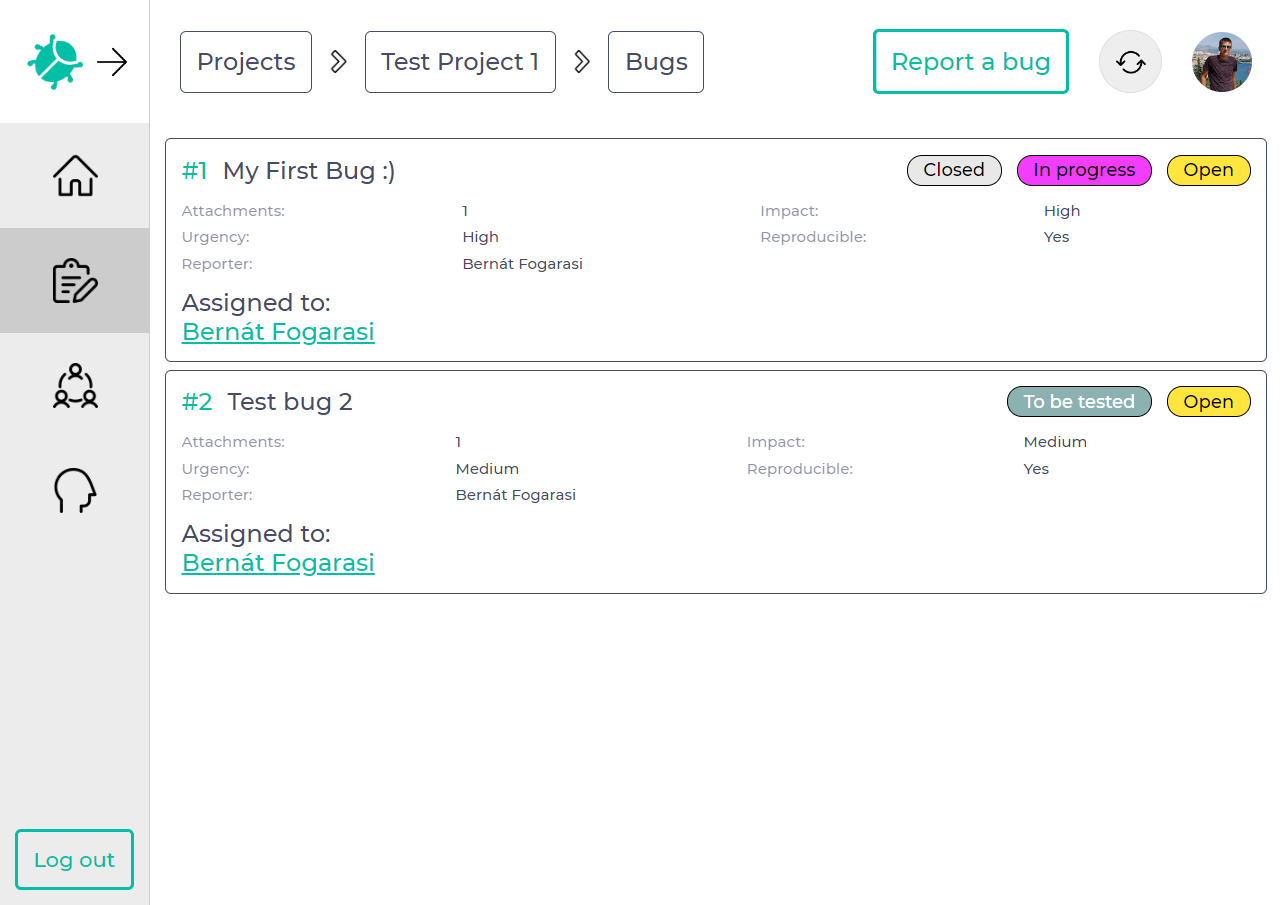 Projects Test Project 1 Bugs Report a bug
#1 My First Bug :) Closed In progress Open
Attachments: 1 Impact: High
Urgency: High Reproducible: Yes
Reporter: Bernát Fogarasi
Assigned to:
Bernát Fogarasi
#2 Test bug 2 To be tested Open
Attachments: 1 Impact: Medium
Urgency: Medium Reproducible: Yes
Reporter: Bernát Fogarasi
Assigned to:
Bernát Fogarasi
Log out